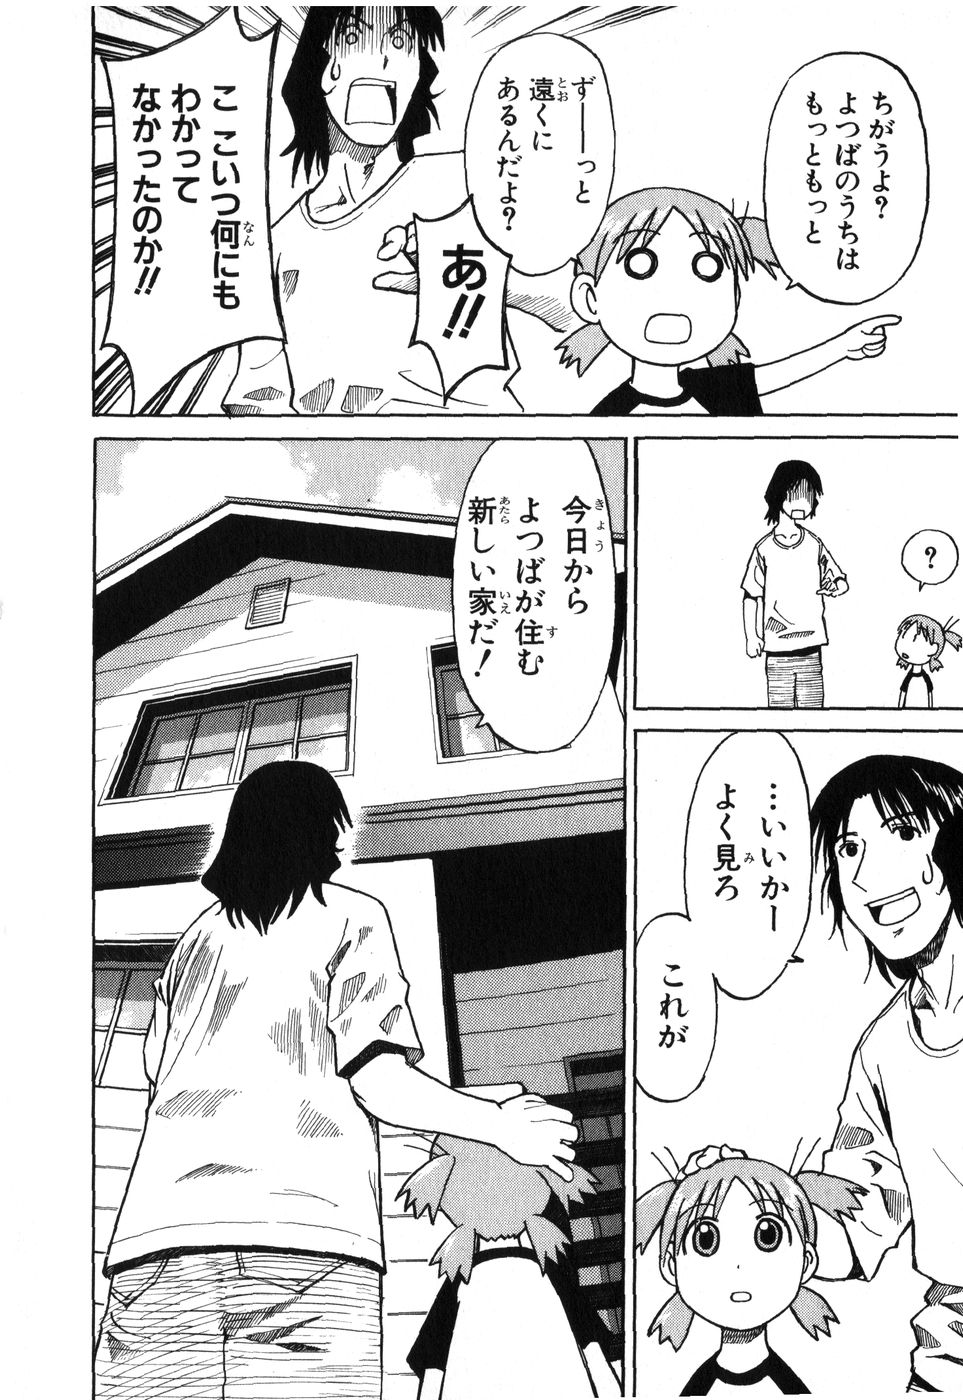 ちがうよ？
よつばのうちは
もっともっと
ずーーっと
遠くに
あるんだよ？
あ!!
こ こいつ何にも
わかって
なかったのか!!
？
…いいかー
よく見ろ
これが
今日から
よつばが住む
新しい家だ！